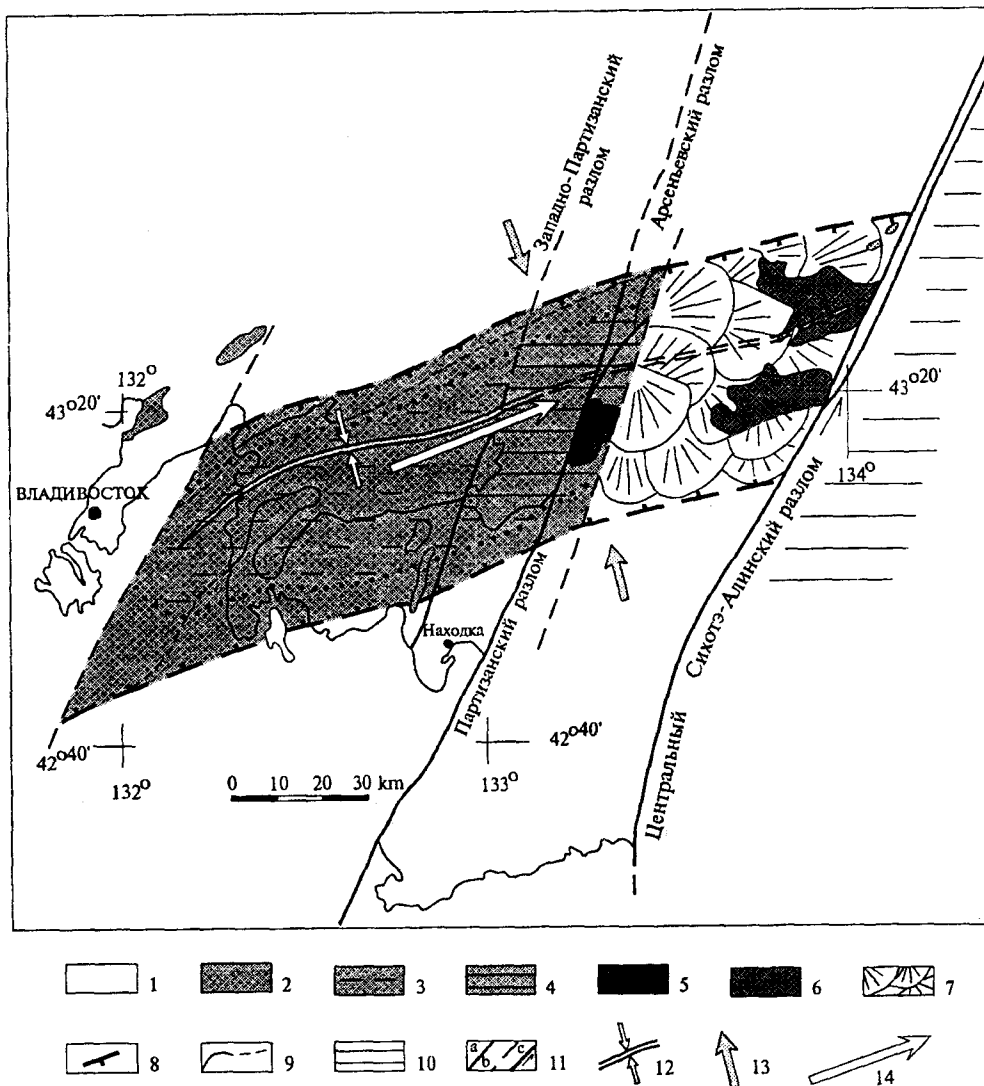 Западно-Партизанский
разлом
Арсеньевский разлом
132°
43°20'
43°20'
134°
ВЛАДИВОСТОК
Находка
Партизанский разлом
Центральный Сихотэ-Алинский разлом
42°40'
132°
0 10 20 30 km
133°
42°40'
1 2 3 4 5 6 7
8 9 10 a b c 11 12 13 14